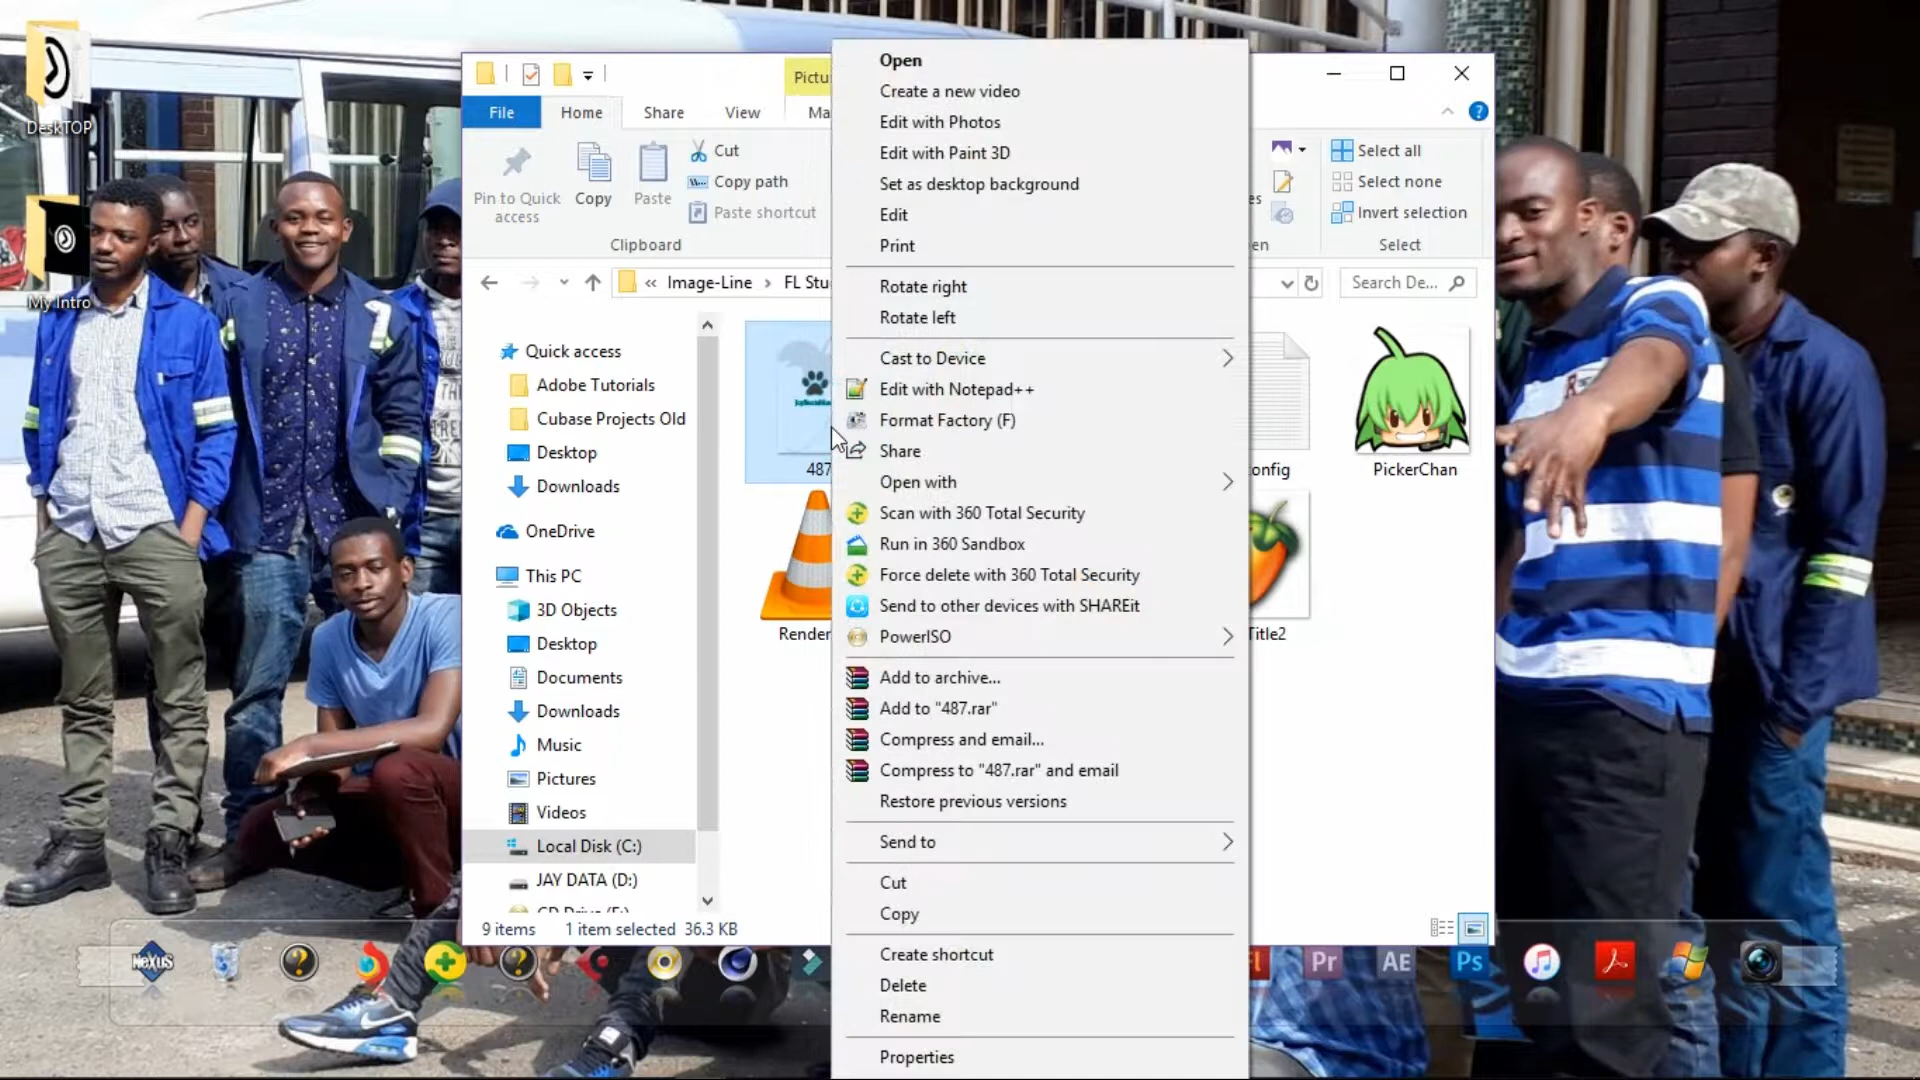 DeskTOP
My Intro
Pictu
File
Home
Share
View
Ma
Pin to Quick
access
Copy
Paste
Cut
Copy path
Paste shortcut
Clipboard
Select all
Select none
Invert selection
Select
es
en
Image-Line
FL Stu
Search De...
Quick access
Adobe Tutorials
Cubase Projects Old
Desktop
Downloads
OneDrive
This PC
3D Objects
Desktop
Documents
Downloads
Music
Pictures
Videos
Local Disk (C:)
JAY DATA (D:)
9 items
1 item selected 36.3 KB
487
Render
onfig
PickerChan
Title2
Open
Create a new video
Edit with Photos
Edit with Paint 3D
Set as desktop background
Edit
Print
Rotate right
Rotate left
Cast to Device
Edit with Notepad++
Format Factory (F)
Share
Open with
Scan with 360 Total Security
Run in 360 Sandbox
Force delete with 360 Total Security
Send to other devices with SHAREit
PowerISO
Add to archive...
Add to "487.rar"
Compress and email...
Compress to "487.rar" and email
Restore previous versions
Send to
Cut
Copy
Create shortcut
Delete
Rename
Properties
NeXuS
Pr
AE
Ps